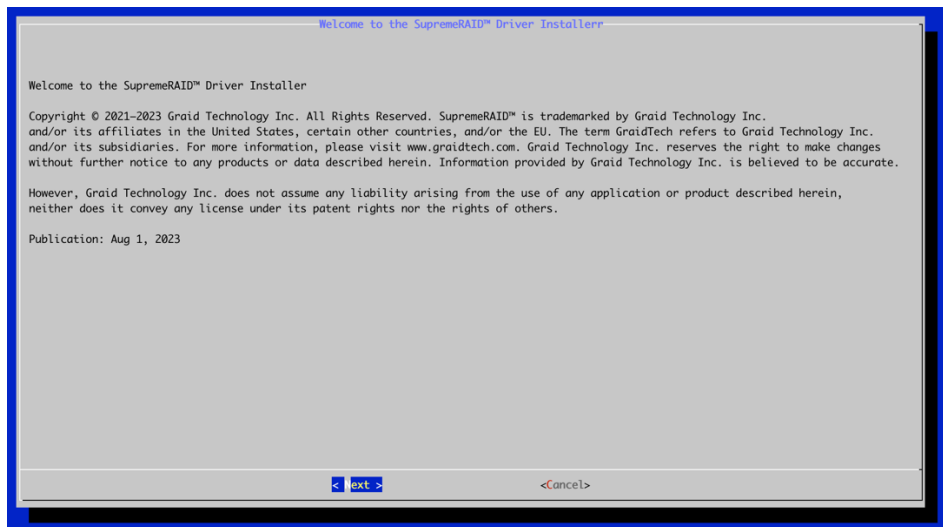 Welcome to the SupremeRAID™ Driver Installerr
Welcome to the SupremeRAID™ Driver Installer
Copyright © 2021–2023 Graid Technology Inc. All Rights Reserved. SupremeRAID™ is trademarked by Graid Technology Inc.
and/or its affiliates in the United States, certain other countries, and/or the EU. The term GraidTech refers to Graid Technology Inc.
and/or its subsidiaries. For more information, please visit www.graidtech.com. Graid Technology Inc. reserves the right to make changes
without further notice to any products or data described herein. Information provided by Graid Technology Inc. is believed to be accurate.
However, Graid Technology Inc. does not assume any liability arising from the use of any application or product described herein,
neither does it convey any license under its patent rights nor the rights of others.
Publication: Aug 1, 2023
< Next > <Cancel>